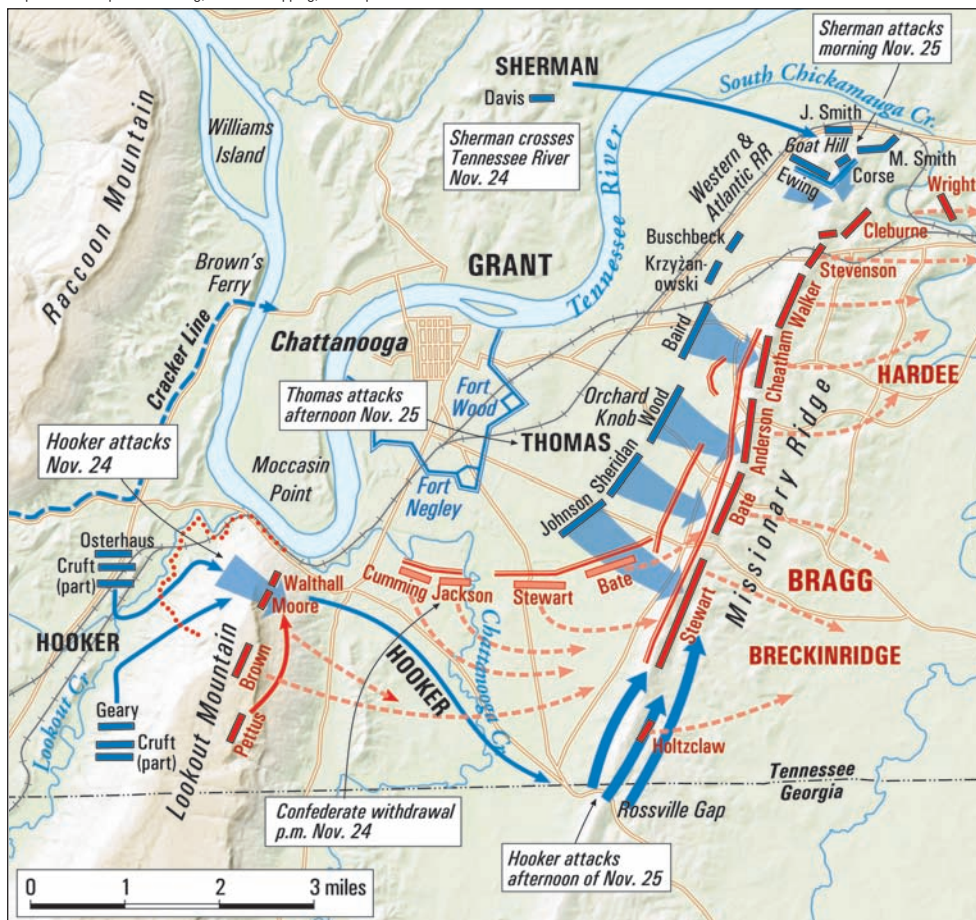 Sherman attacks
morning Nov. 25
SHERMAN
Davis
South Chickamauga Cr.
J. Smith
Goat Hill
M. Smith
Corse
Ewing
Wright
Williams
Island
Sherman crosses
Tennessee River
Nov. 24
Western &
Atlantic RR
Tennessee River
Raccoon Mountain
Cleburne
Buschbeck
Stevenson
Brown's
Ferry
GRANT
Krzyżan-
owski
Walker
Cracker Line
Chattanooga
Baird
Cheatham
HARDEE
Fort
Wood
Orchard
Knob
Wood
Thomas attacks
afternoon Nov. 25
THOMAS
Anderson
Missionary Ridge
Hooker attacks
Nov. 24
Moccasin
Point
Fort
Negley
Sheridan
Johnson
Bate
Osterhaus
Cruft
(part)
Walthall
Moore
Cumming
Jackson
Stewart
Bate
Stewart
BRAGG
HOOKER
HOOKER
Chattanooga Cr.
BRECKINRIDGE
Lookout Cr
Brown
Geary
Cruft
(part)
Pettus
Lookout Mountain
Holtzclaw
Tennessee
Georgia
Confederate withdrawal
p.m. Nov. 24
Rossville Gap
Hooker attacks
afternoon of Nov. 25
0 1 2 3 miles